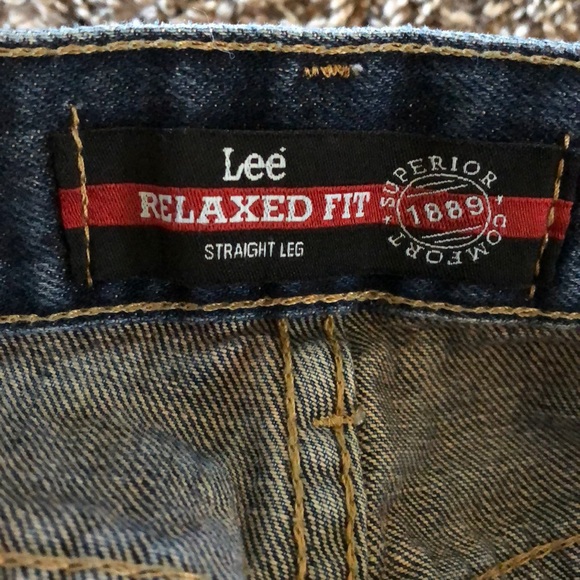 Lee
RELAXED FIT
STRAIGHT LEG
SUPERIOR
1889
COMFORT